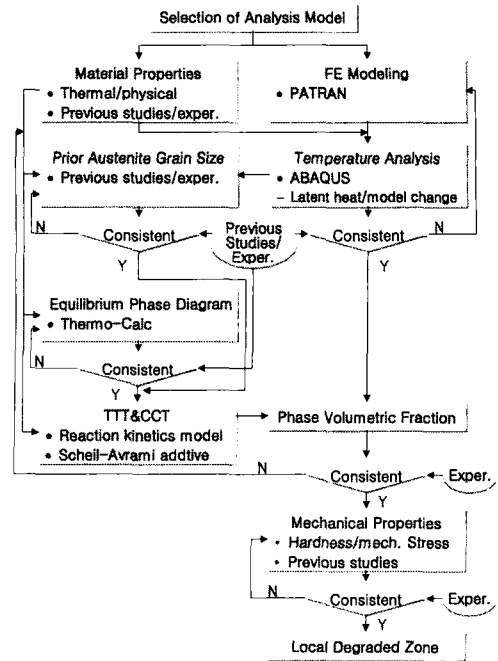 Selection of Analysis Model
Material Properties
• Thermal/physical
• Previous studies/exper.
FE Modeling
• PATRAN
Prior Austenite Grain Size
• Previous studies/exper.
Temperature Analysis
• ABAQUS
– Latent heat/model change
N
Consistent
Y
Previous
Studies/
Exper.
Consistent
N
Y
Equilibrium Phase Diagram
• Thermo-Calc
N
Consistent
Y
TTT&CCT
• Reaction kinetics model
• Scheil-Avrami addtive
Phase Volumetric Fraction
N
Consistent
Exper.
Y
Mechanical Properties
• Hardness/mech. Stress
• Previous studies
N
Consistent
Exper.
Y
Local Degraded Zone